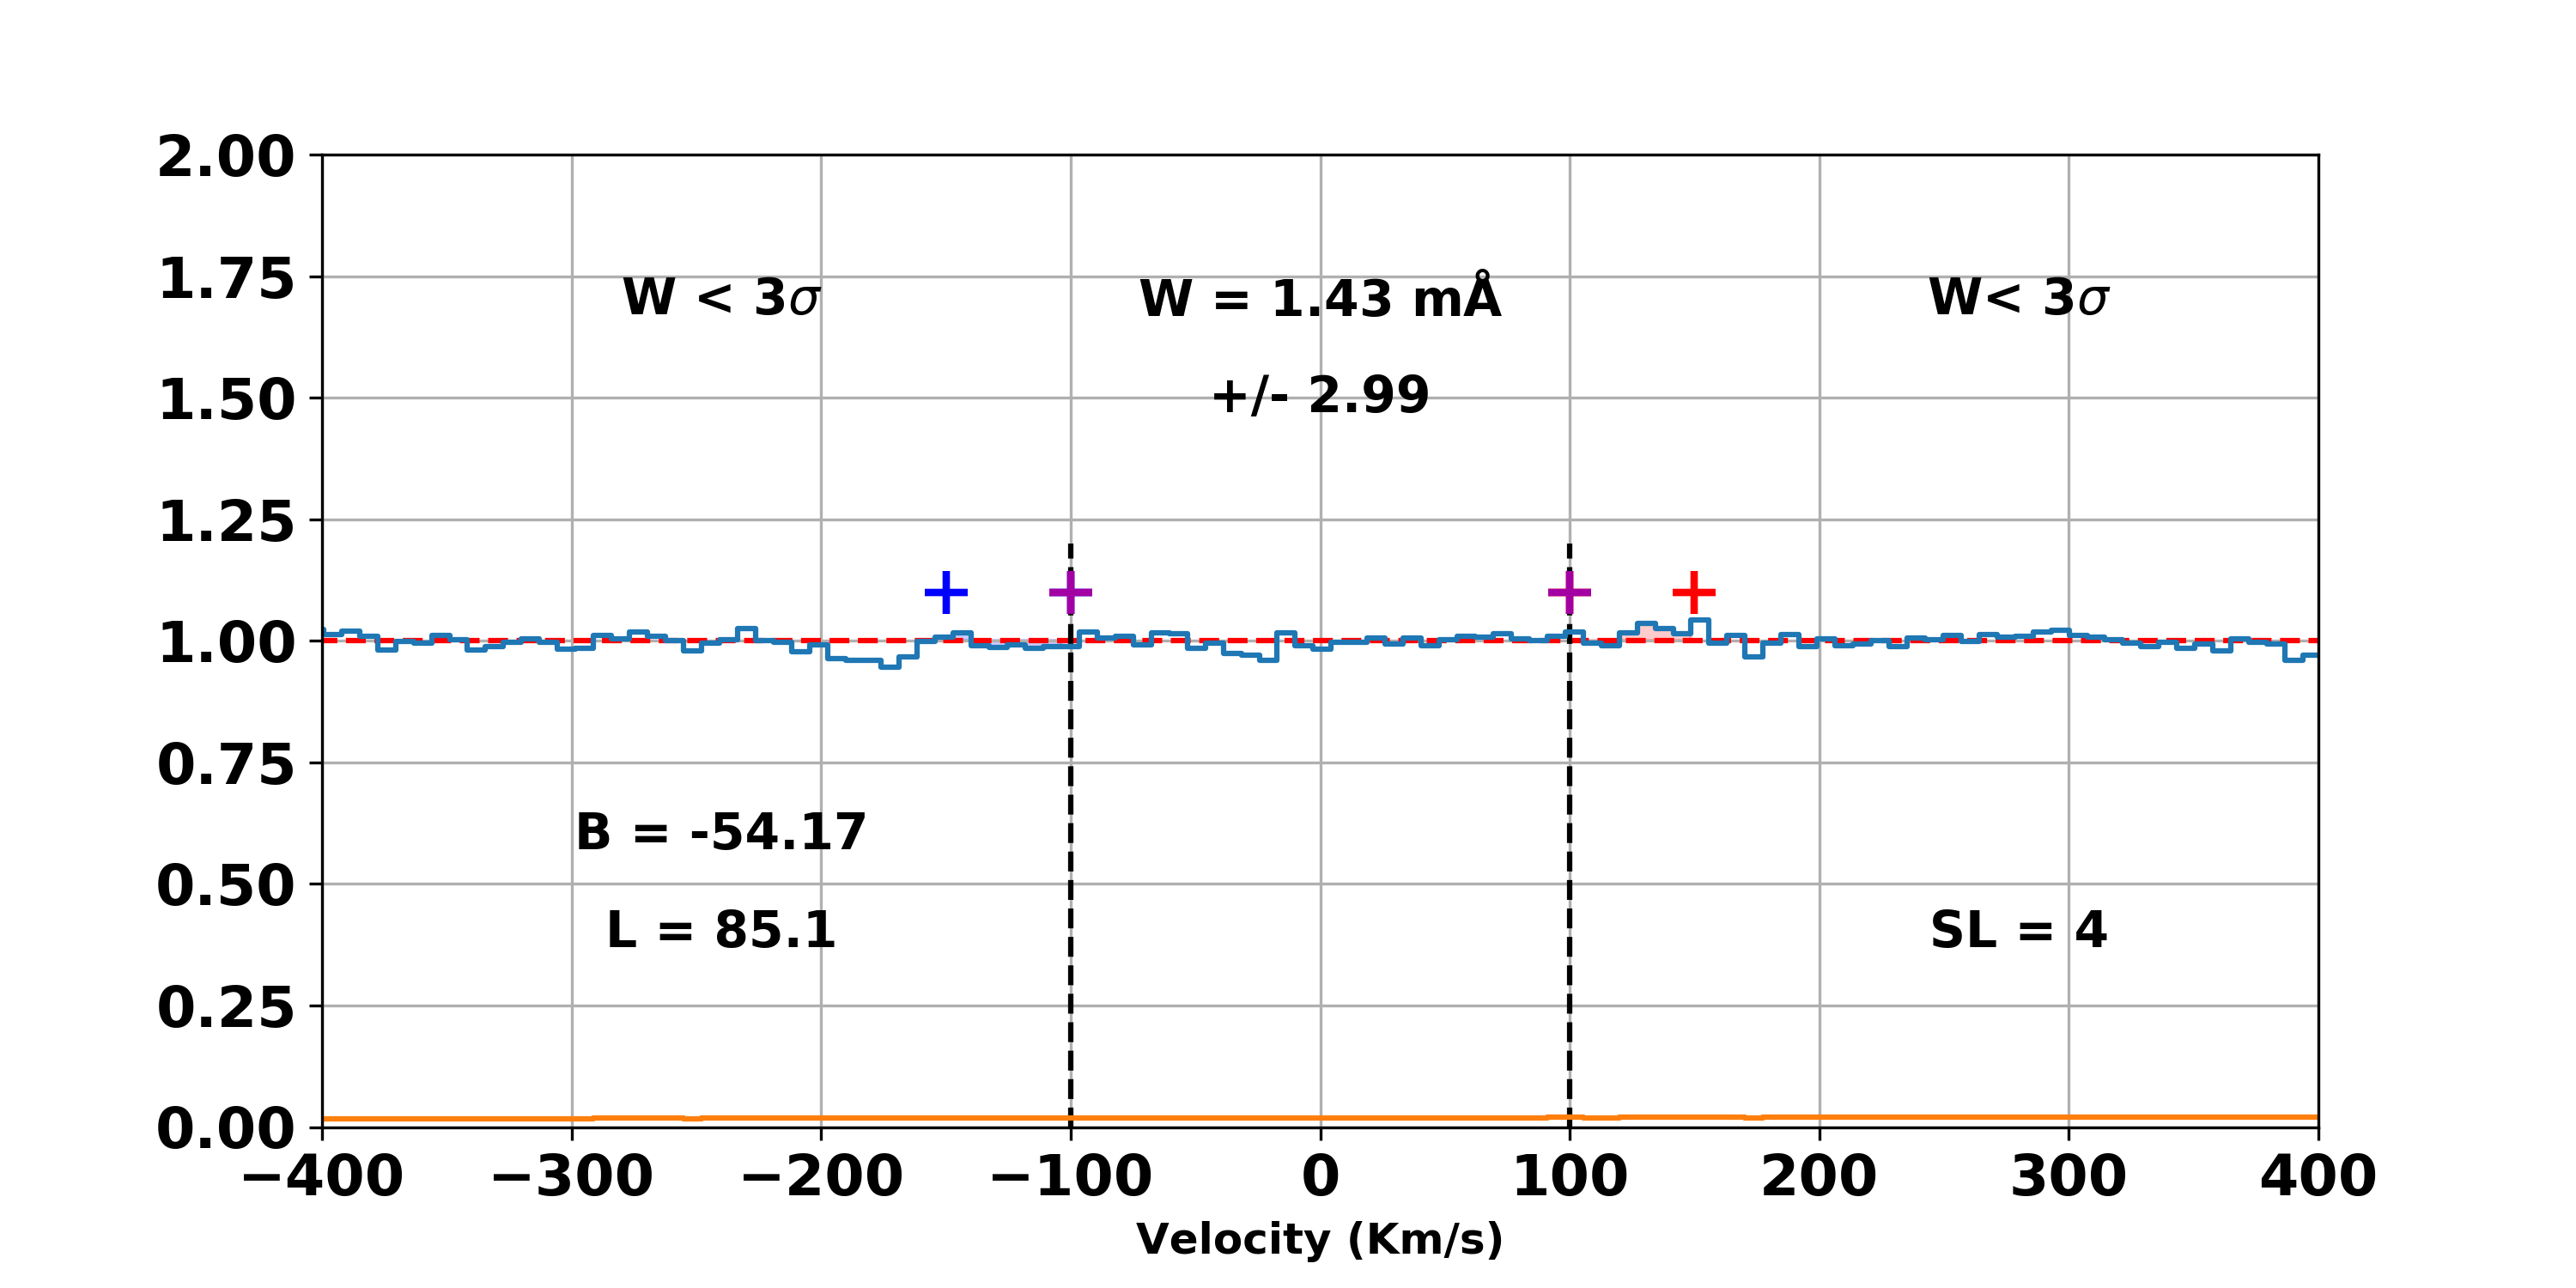 2.00
1.75
W < 3σ
W = 1.43 mÅ
W< 3σ
1.50
+/- 2.99
1.25
1.00
0.75
B = -54.17
0.50
L = 85.1
SL = 4
0.25
0.00
−400 −300 −200 −100 0 100 200 300 400
Velocity (Km/s)